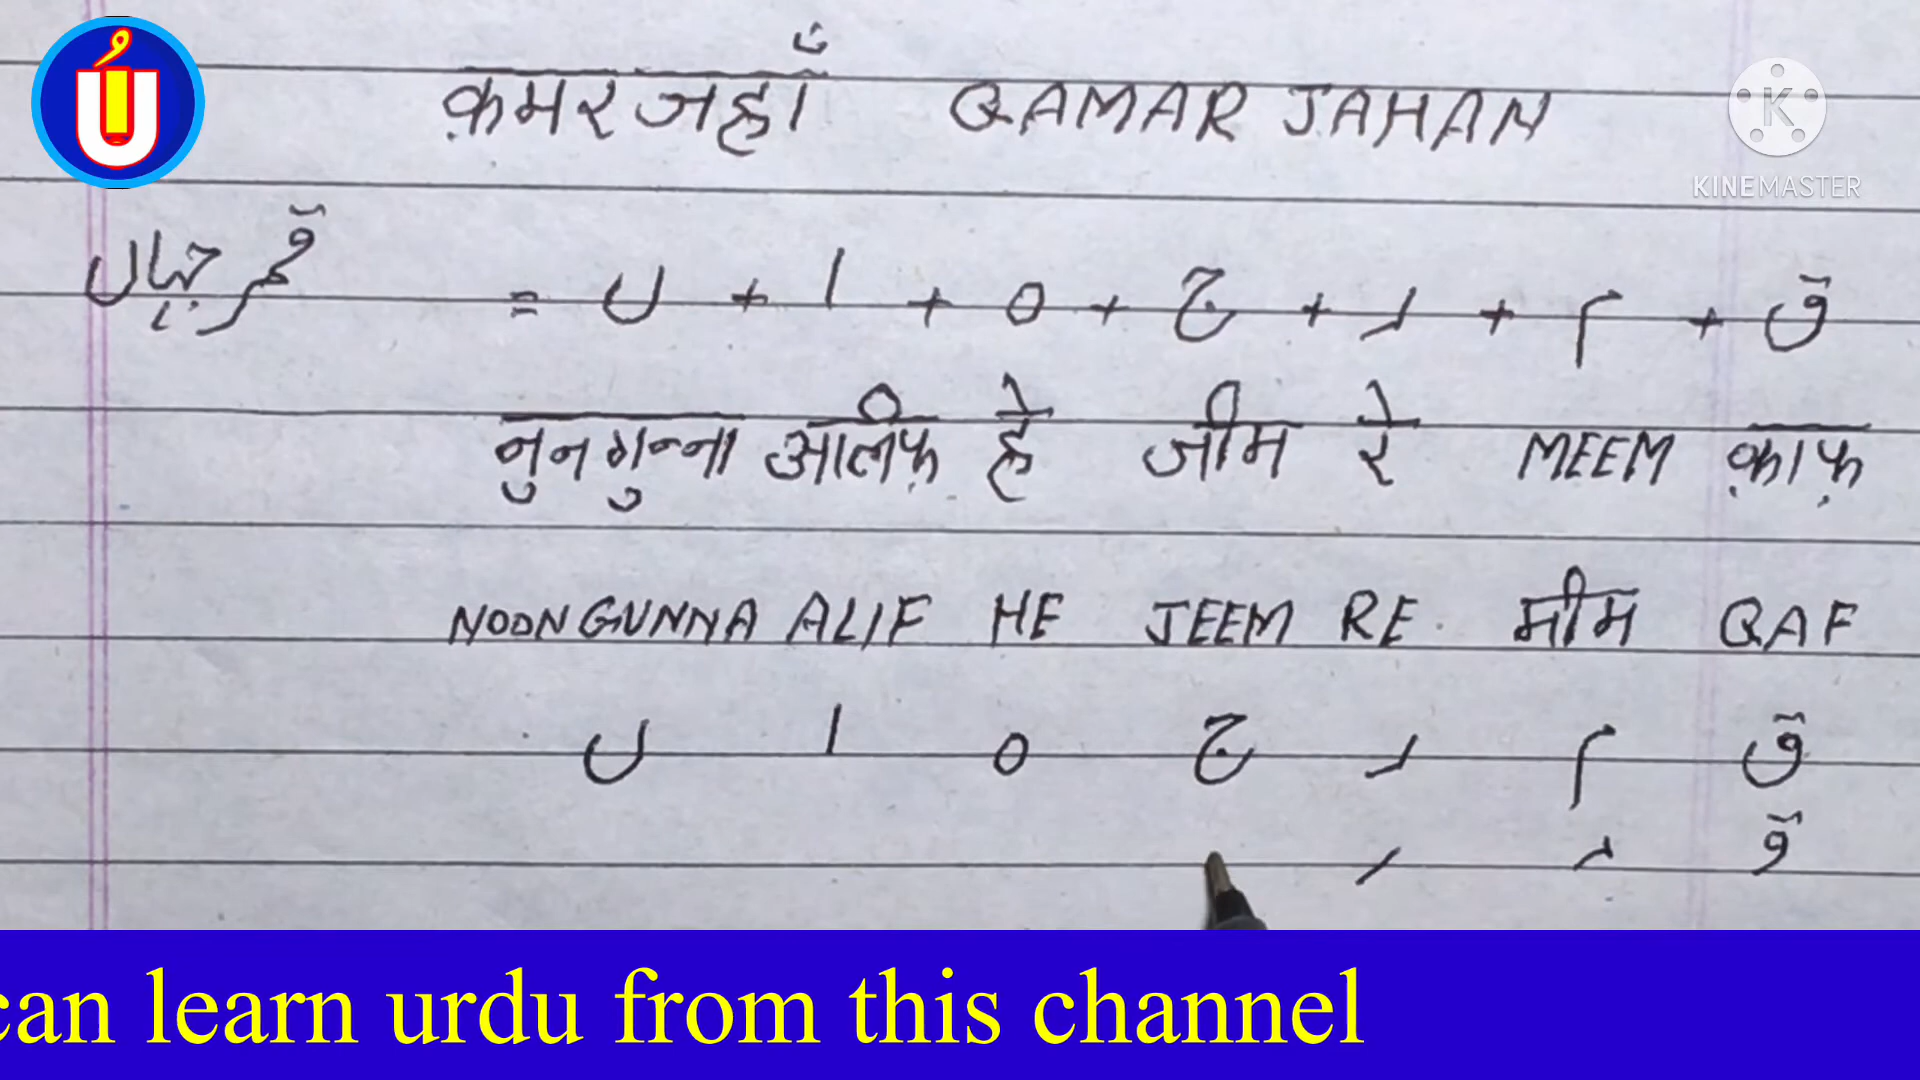 क़मर जहाँ QAMAR JAHAN
KINEMASTER
ق + م + ر + ج + ہ + ا + ں = قمر جہاں
नुन गुन्ना अलिफ़ हे जीम रे MEEM क़ाफ़
NOON GUNNA ALIF HE JEEM RE मीम QAF
ق م ر ج ہ ا ں
can learn urdu from this channel